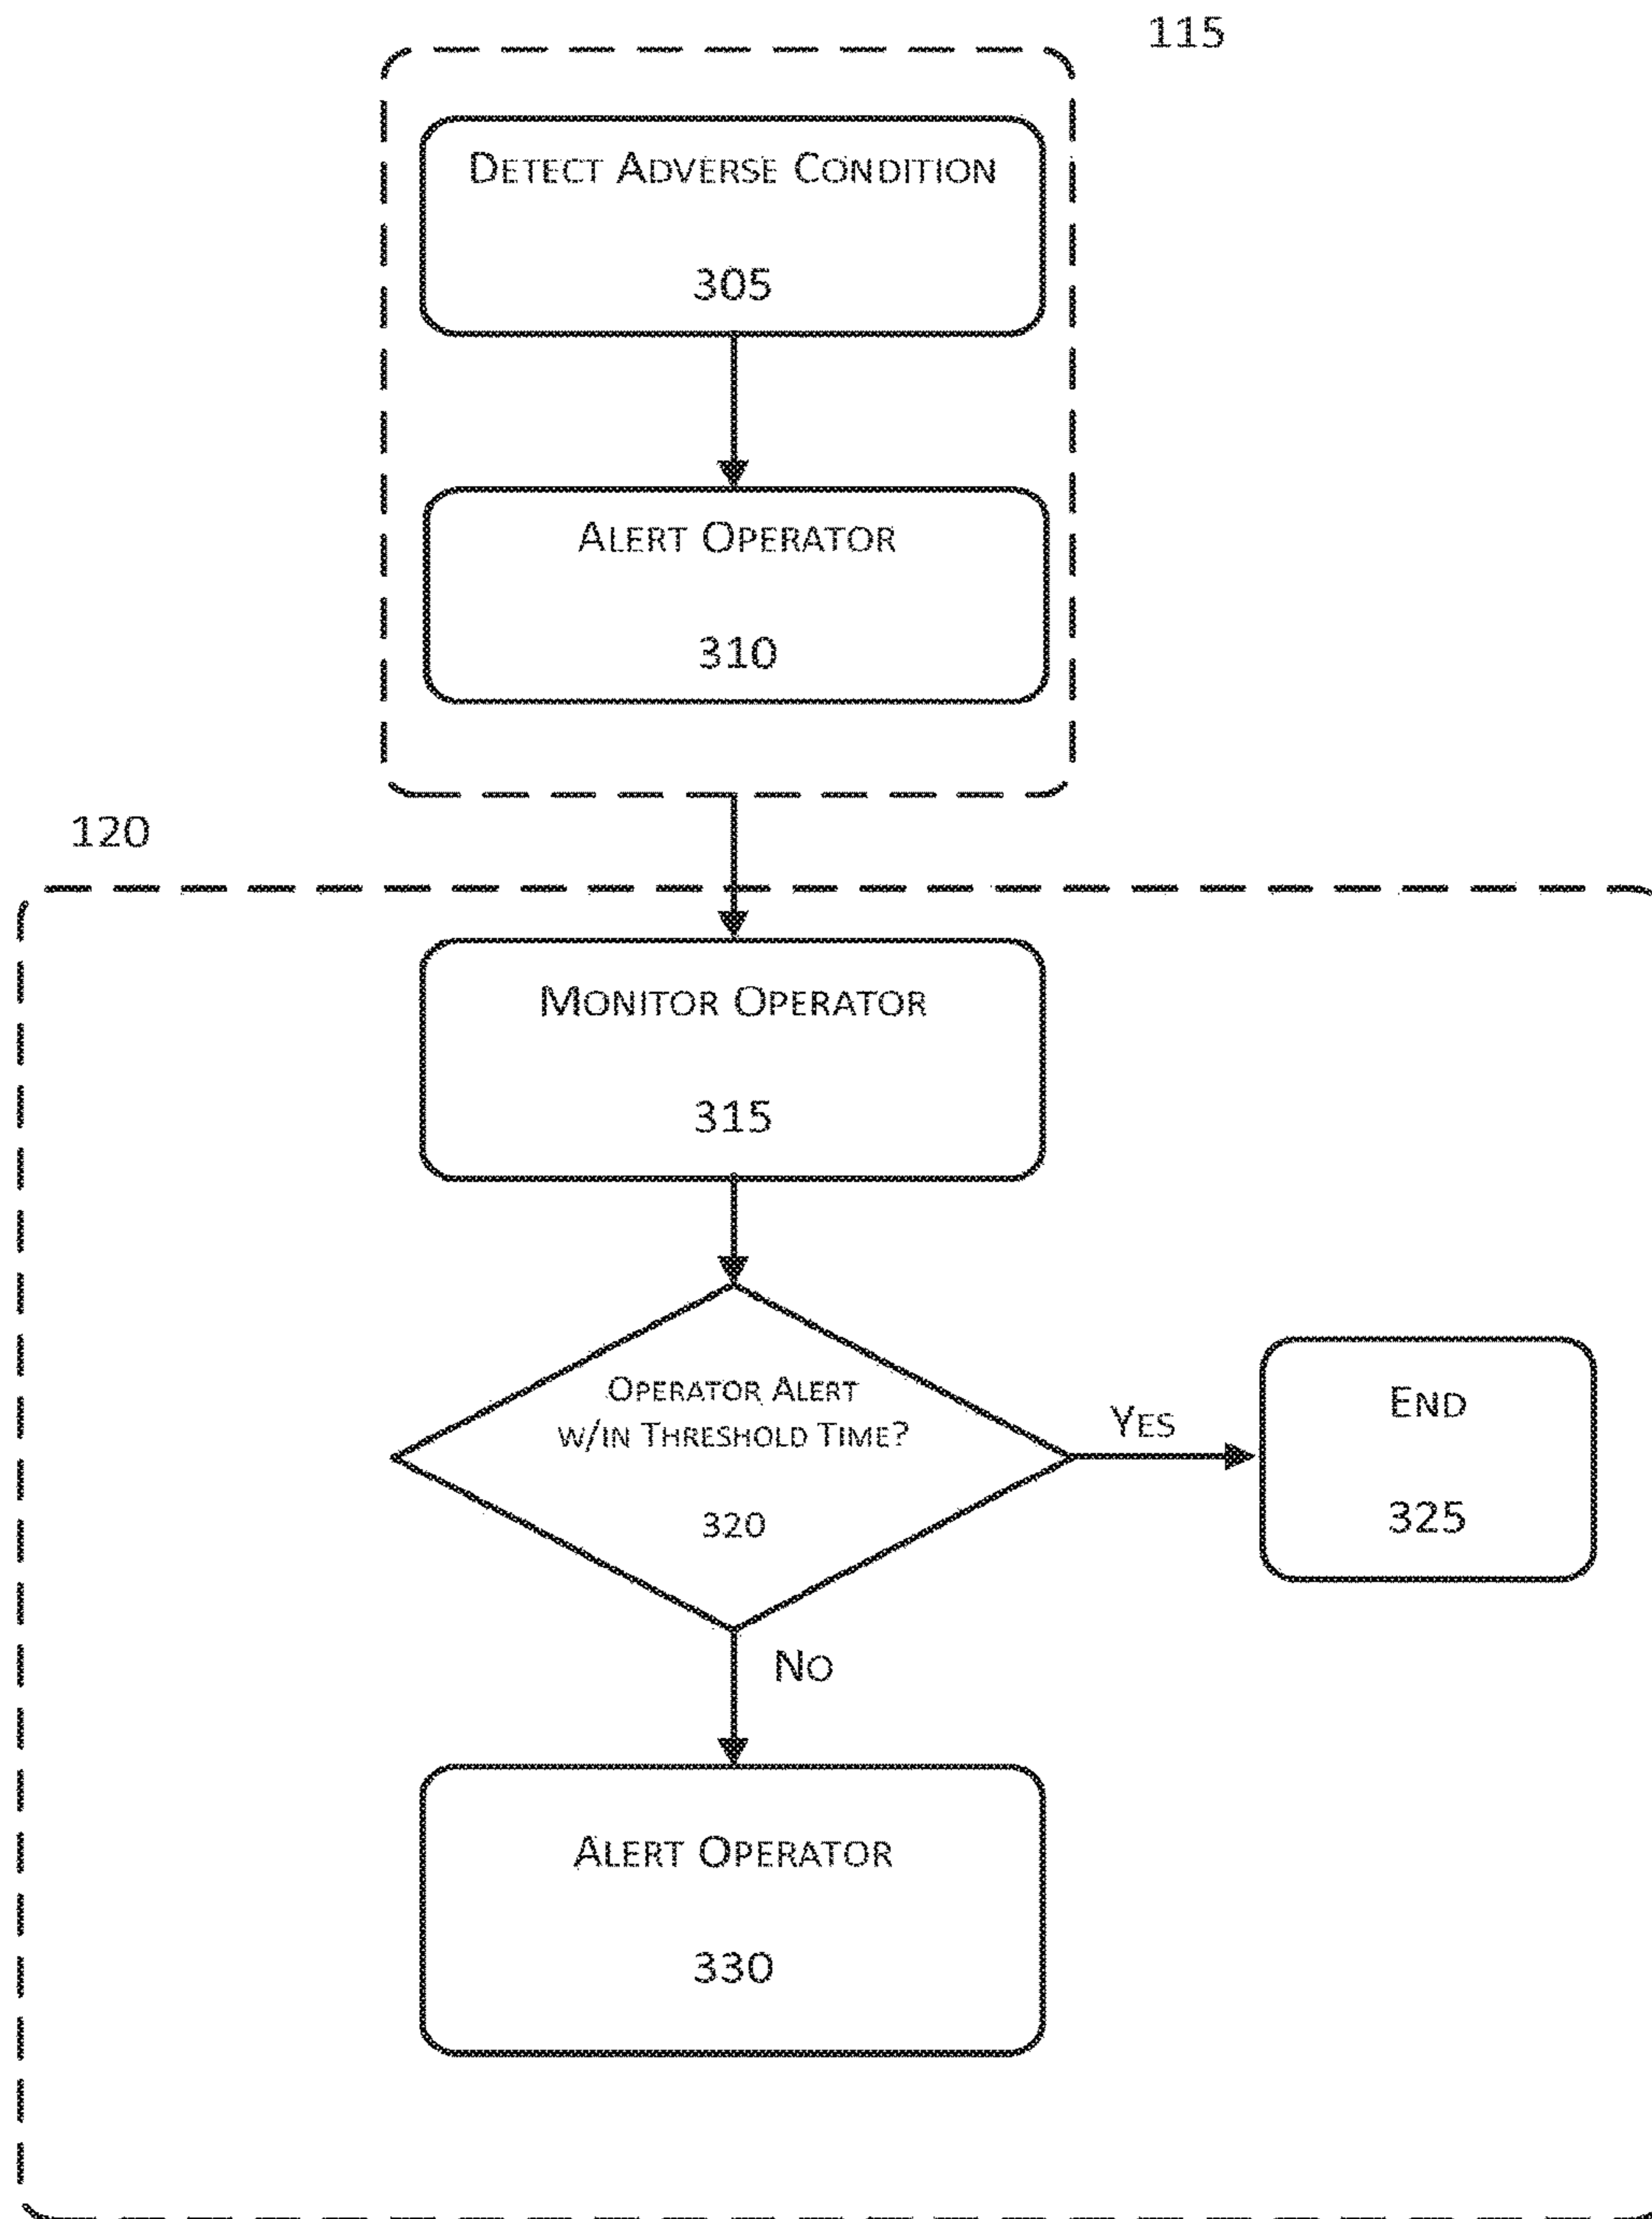 115
Detect Adverse Condition
305
Alert Operator
310
120
Monitor Operator
315
Operator Alert
w/in Threshold Time?
320
Yes
End
325
No
Alert Operator
330